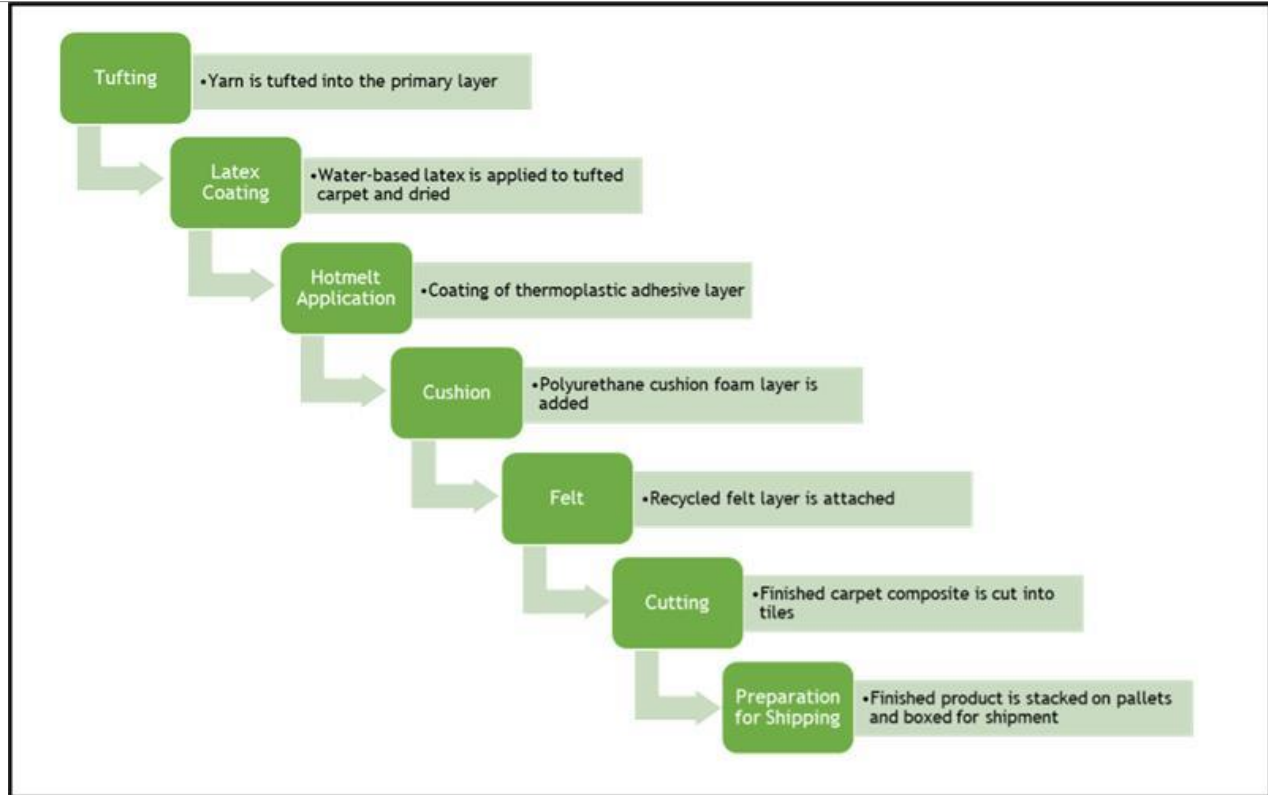 Tufting
•Yarn is tufted into the primary layer
Latex
Coating
•Water-based latex is applied to tufted
carpet and dried
Hotmelt
Application
•Coating of thermoplastic adhesive layer
Cushion
•Polyurethane cushion foam layer is
added
Felt
•Recycled felt layer is attached
Cutting
•Finished carpet composite is cut into
tiles
Preparation
for Shipping
•Finished product is stacked on pallets
and boxed for shipment